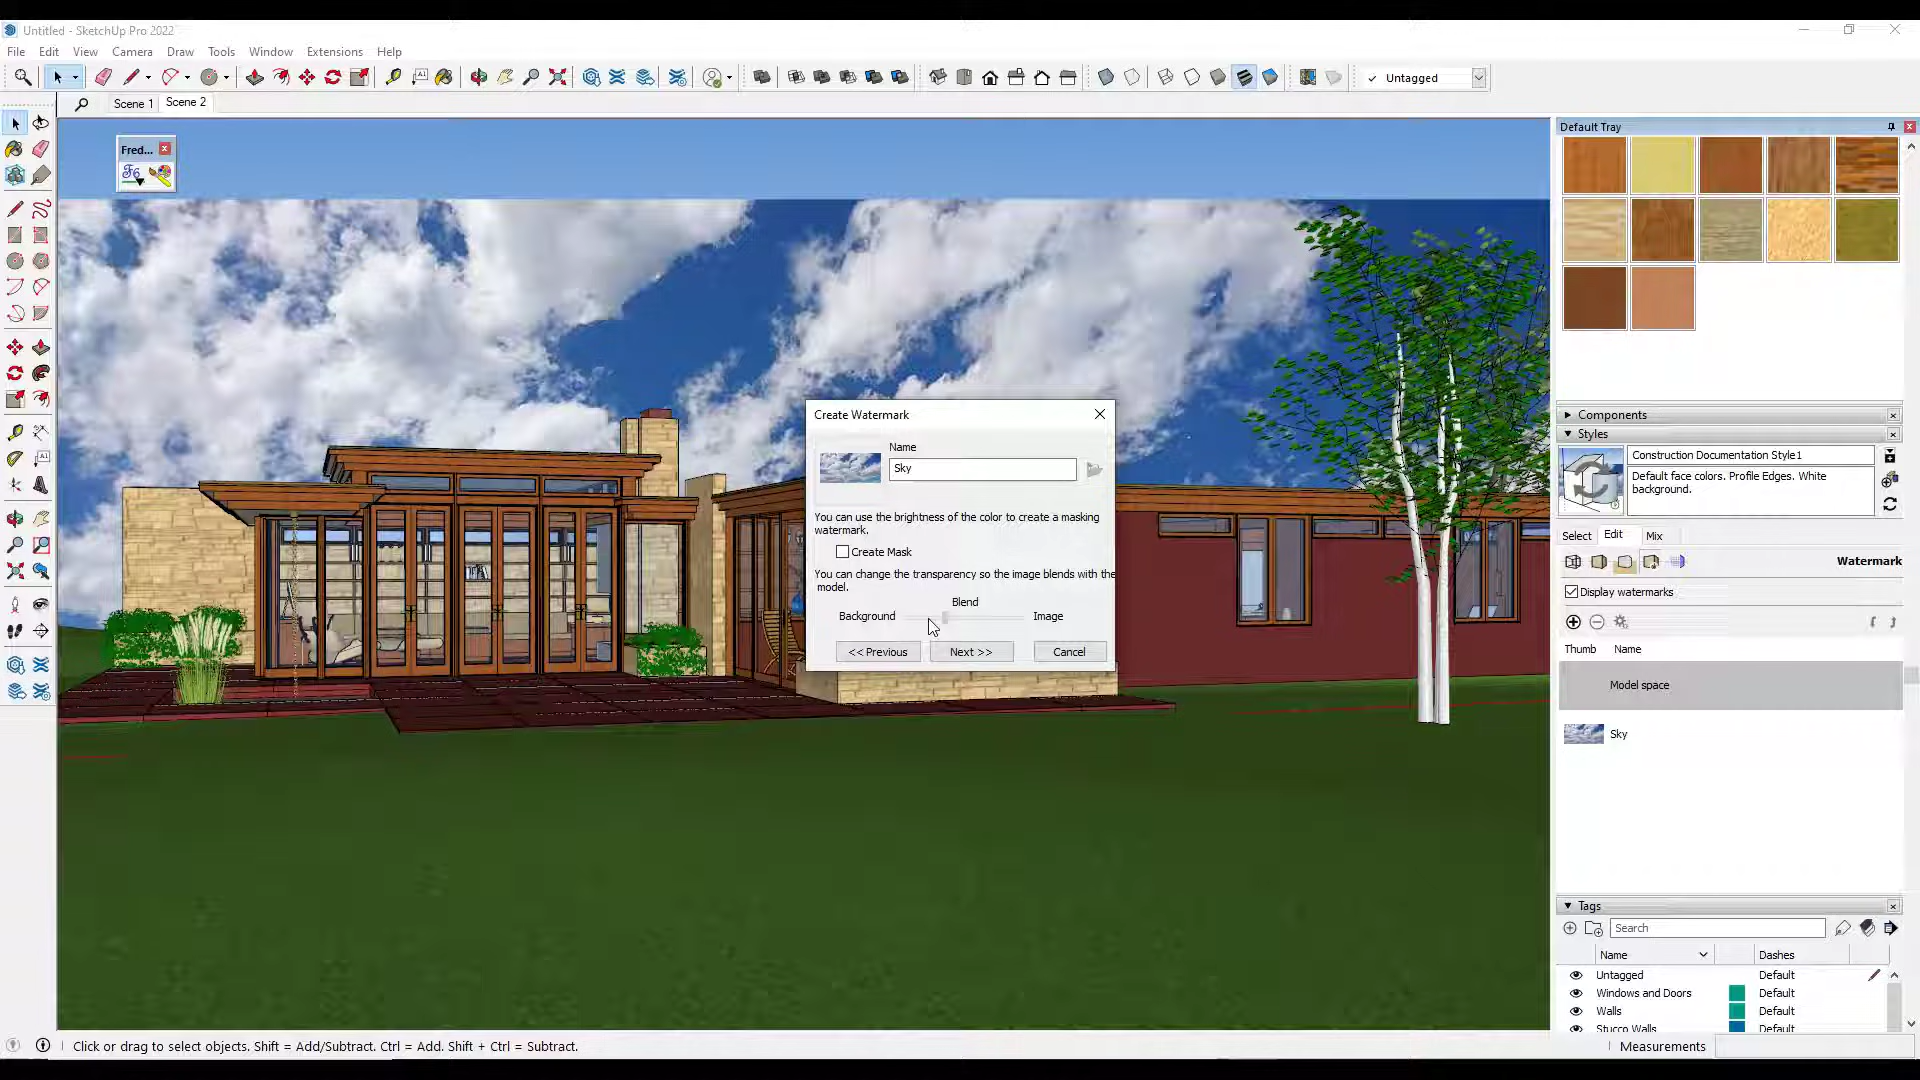 Untitled - SketchUp Pro 2022
File Edit View Camera Draw Tools Window Extensions Help
Untagged
Scene 1 Scene 2
Default Tray
Fred...
Components
Create Watermark
Styles
Name
Construction Documentation Style1
Sky
Default face colors. Profile Edges. White
background.
You can use the brightness of the color to create a masking
watermark.
Select Edit Mix
Create Mask
Watermark
You can change the transparency so the image blends with the
model.
Display watermarks
Blend
Background Image
<< Previous Next >> Cancel
Thumb Name
Model space
Sky
Tags
Search
Name Dashes
Untagged Default
Windows and Doors Default
Walls Default
Stucco Walls Default
Click or drag to select objects. Shift = Add/Subtract. Ctrl = Add. Shift + Ctrl = Subtract.
Measurements